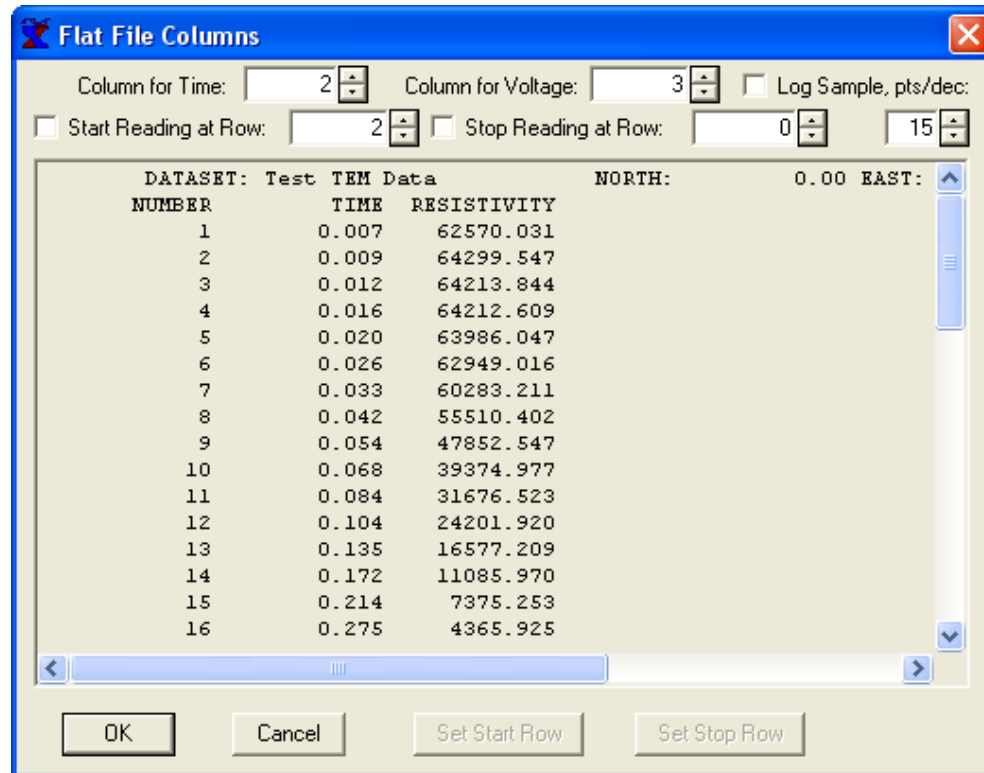 Flat File Columns
Column for Time: 2 Column for Voltage: 3 Log Sample, pts/dec:
Start Reading at Row: 2 Stop Reading at Row: 0 15
DATASET: Test TEM Data NORTH: 0.00 EAST:
NUMBER TIME RESISTIVITY
1 0.007 62570.031
2 0.009 64299.547
3 0.012 64213.844
4 0.016 64212.609
5 0.020 63986.047
6 0.026 62949.016
7 0.033 60283.211
8 0.042 55510.402
9 0.054 47852.547
10 0.068 39374.977
11 0.084 31676.523
12 0.104 24201.920
13 0.135 16577.209
14 0.172 11085.970
15 0.214 7375.253
16 0.275 4365.925
OK Cancel Set Start Row Set Stop Row